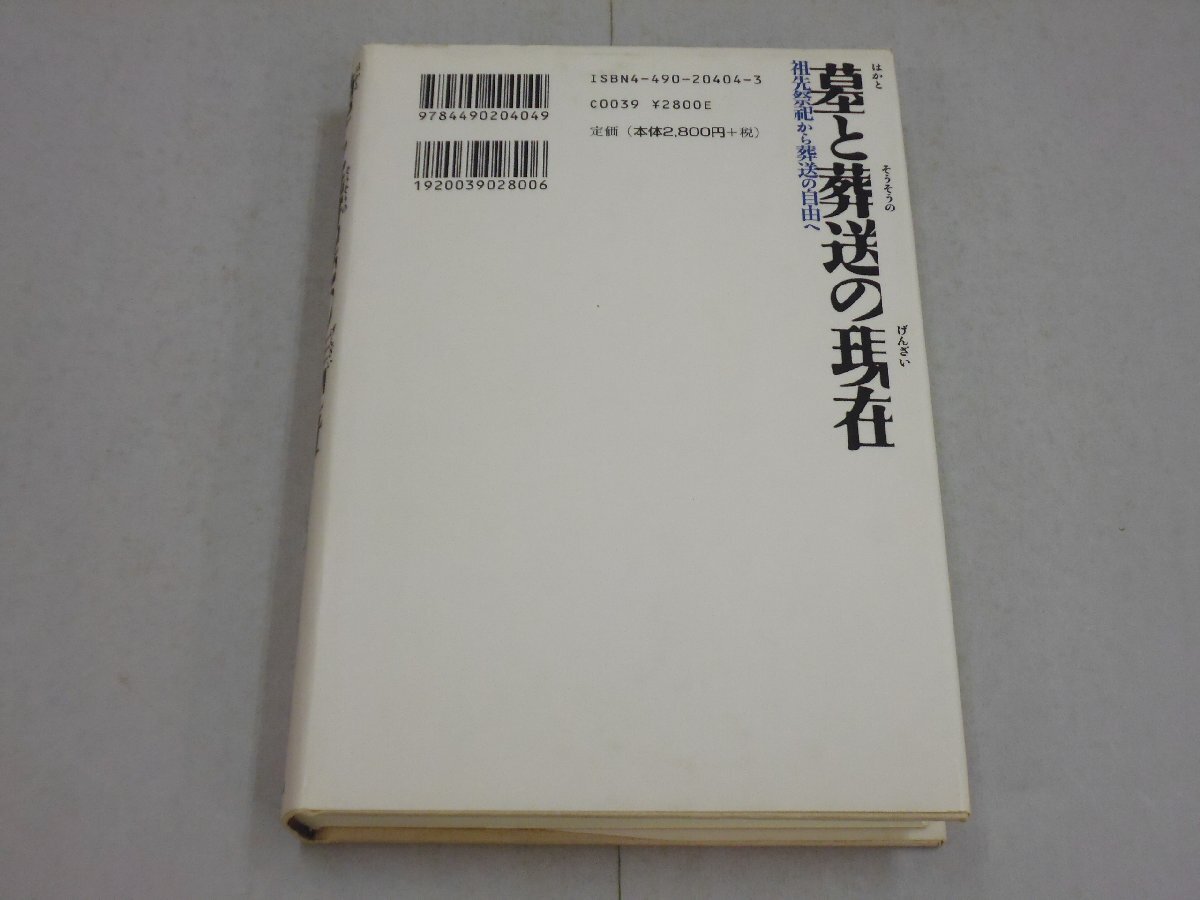 墓と葬送の現在
はかと
そうそうの
げんざい
祖先祭祀から葬送の自由へ
ISBN4-490-20404-3
C0039 ¥2800E
定価(本体2,800円+税)
9784490204049
1920039028006